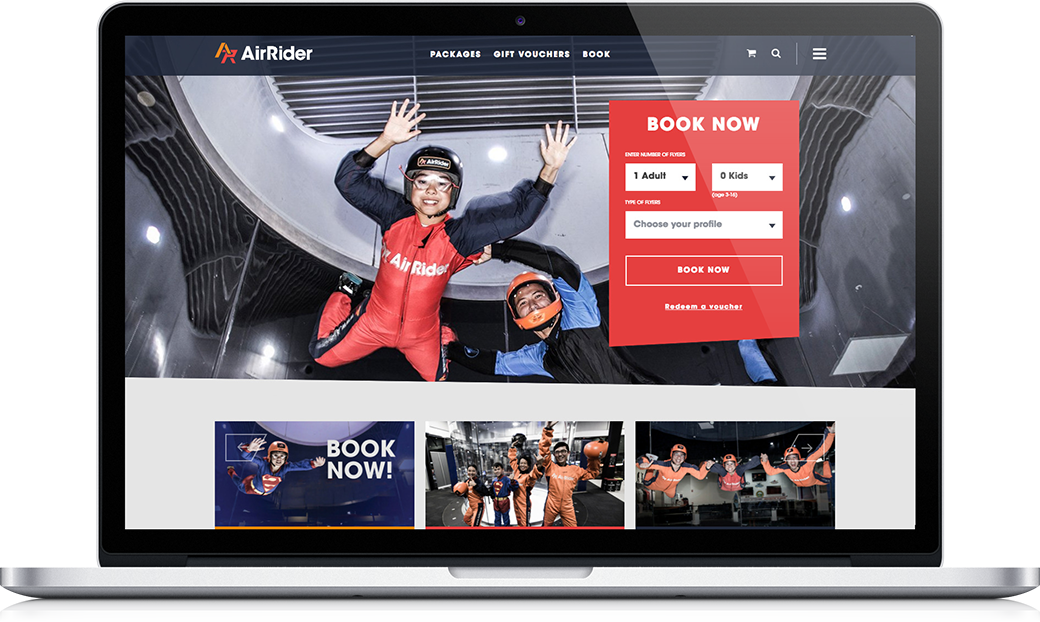 AirRider
PACKAGES GIFT VOUCHERS BOOK
BOOK NOW
ENTER NUMBER OF FLYERS
1 Adult
0 Kids
(age 3-16)
TYPE OF FLYERS
Choose your profile
BOOK NOW
Redeem a voucher
AirRider
AirRider
BOOK
NOW!